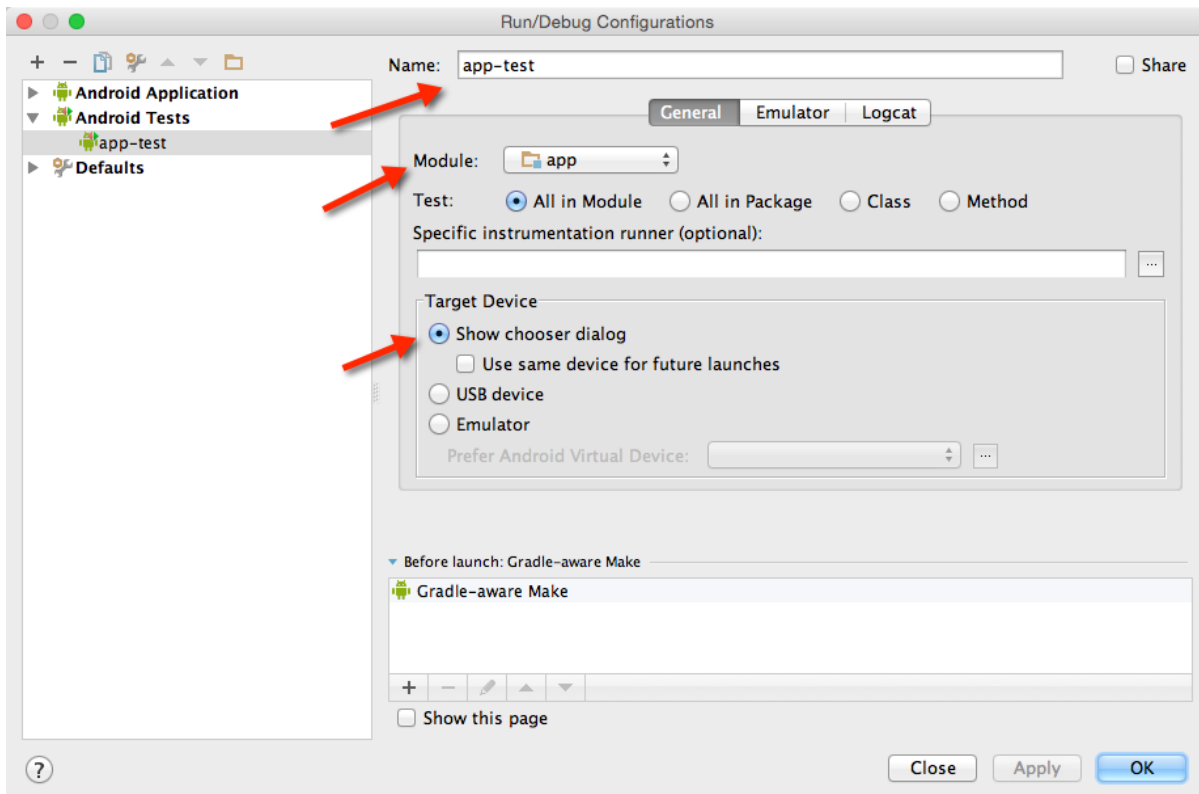 Run/Debug Configurations
Name: app-test Share
Android Application
Android Tests
app-test
Defaults
General Emulator Logcat
Module: app
Test: All in Module All in Package Class Method
Specific instrumentation runner (optional):
...
Target Device
Show chooser dialog
Use same device for future launches
USB device
Emulator
Prefer Android Virtual Device: ...
Before launch: Gradle-aware Make
Gradle-aware Make
Show this page
? Close Apply OK